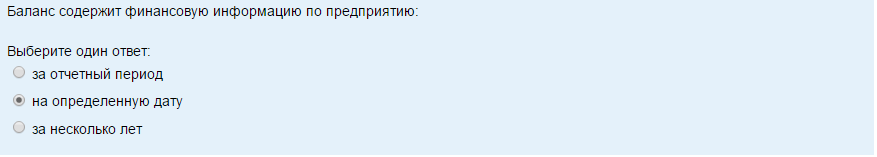 Баланс содержит финансовую информацию по предприятию:
Выберите один ответ:
за отчетный период
на определенную дату
за несколько лет